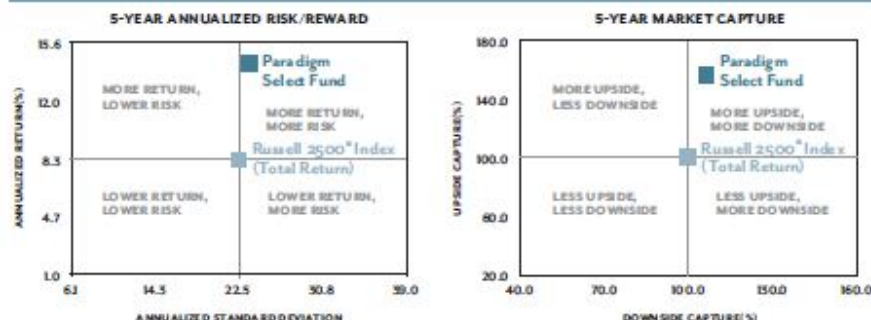 5-YEAR ANNUALIZED RISK/REWARD
15.6
12.0
8.3
4.7
1.0
ANNUALIZED RETURN(%)
MORE RETURN,
LOWER RISK
Paradigm
Select Fund
MORE RETURN,
MORE RISK
Russell 2500® Index
(Total Return)
LOWER RETURN,
LOWER RISK
LOWER RETURN,
MORE RISK
6.1 14.3 22.5 30.8 39.0
ANNUALIZED STANDARD DEVIATION
5-YEAR MARKET CAPTURE
180.0
140.0
100.0
60.0
20.0
UPSIDE CAPTURE(%)
MORE UPSIDE,
LESS DOWNSIDE
Paradigm
Select Fund
MORE UPSIDE,
MORE DOWNSIDE
Russell 2500® Index
(Total Return)
LESS UPSIDE,
LESS DOWNSIDE
LESS UPSIDE,
MORE DOWNSIDE
40.0 70.0 100.0 130.0 160.0
DOWNSIDE CAPTURE(%)